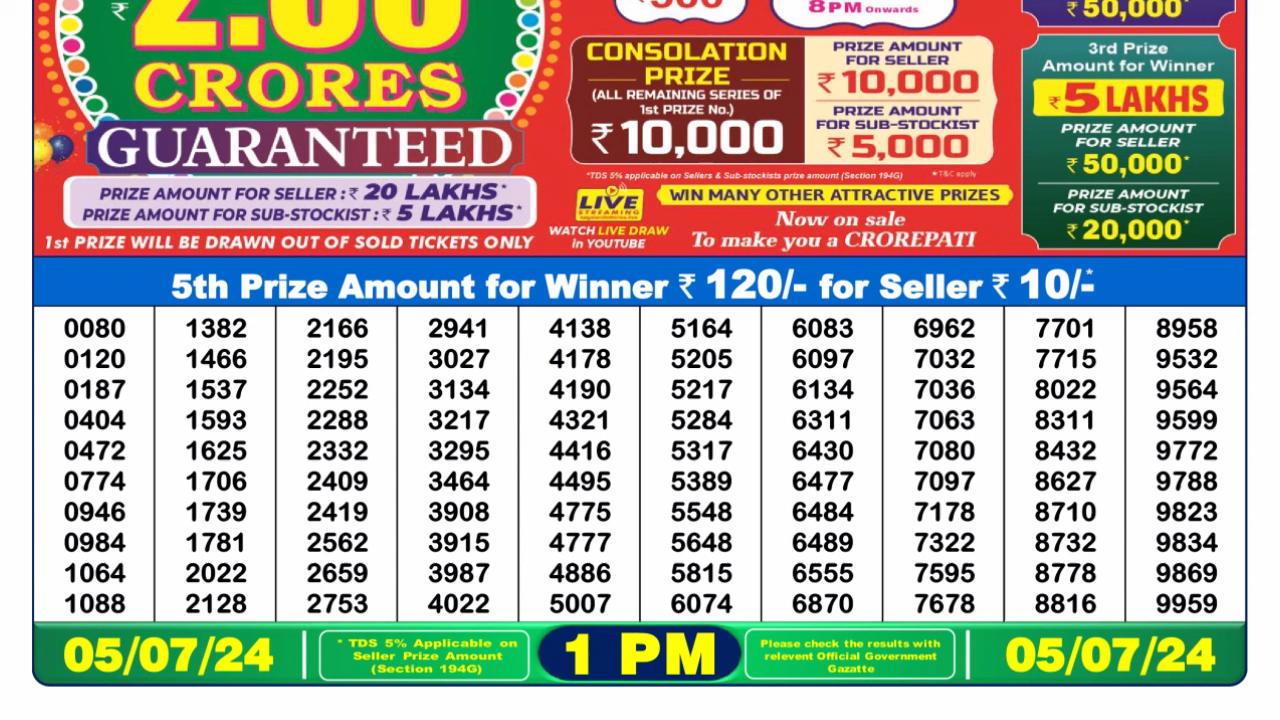 ₹ 2.00
CRORES
GUARANTEED
PRIZE AMOUNT FOR SELLER : ₹ 20 LAKHS*
PRIZE AMOUNT FOR SUB-STOCKIST : ₹ 5 LAKHS*
1st PRIZE WILL BE DRAWN OUT OF SOLD TICKETS ONLY
₹500
8PM Onwards
CONSOLATION
PRIZE
(ALL REMAINING SERIES OF
1st PRIZE No.)
₹ 10,000
PRIZE AMOUNT
FOR SELLER
₹ 10,000
PRIZE AMOUNT
FOR SUB-STOCKIST
₹ 5,000
*TDS 5% applicable on Sellers & Sub-stockists prize amount (Section 194G)
★T&C apply
LIVE
STREAMING
WATCH LIVE DRAW
in YOUTUBE
WIN MANY OTHER ATTRACTIVE PRIZES
Now on sale
To make you a CROREPATI
₹ 50,000*
3rd Prize
Amount for Winner
₹ 5 LAKHS
PRIZE AMOUNT
FOR SELLER
₹ 50,000*
PRIZE AMOUNT
FOR SUB-STOCKIST
₹ 20,000*
5th Prize Amount for Winner ₹ 120/- for Seller ₹ 10/-*
0080 1382 2166 2941 4138 5164 6083 6962 7701 8958
0120 1466 2195 3027 4178 5205 6097 7032 7715 9532
0187 1537 2252 3134 4190 5217 6134 7036 8022 9564
0404 1593 2288 3217 4321 5284 6311 7063 8311 9599
0472 1625 2332 3295 4416 5317 6430 7080 8432 9772
0774 1706 2409 3464 4495 5389 6477 7097 8627 9788
0946 1739 2419 3908 4775 5548 6484 7178 8710 9823
0984 1781 2562 3915 4777 5648 6489 7322 8732 9834
1064 2022 2659 3987 4886 5815 6555 7595 8778 9869
1088 2128 2753 4022 5007 6074 6870 7678 8816 9959
05/07/24
* TDS 5% Applicable on
Seller Prize Amount
(Section 194G)
1 PM
Please check the results with
relevent Official Government
Gazatte
05/07/24